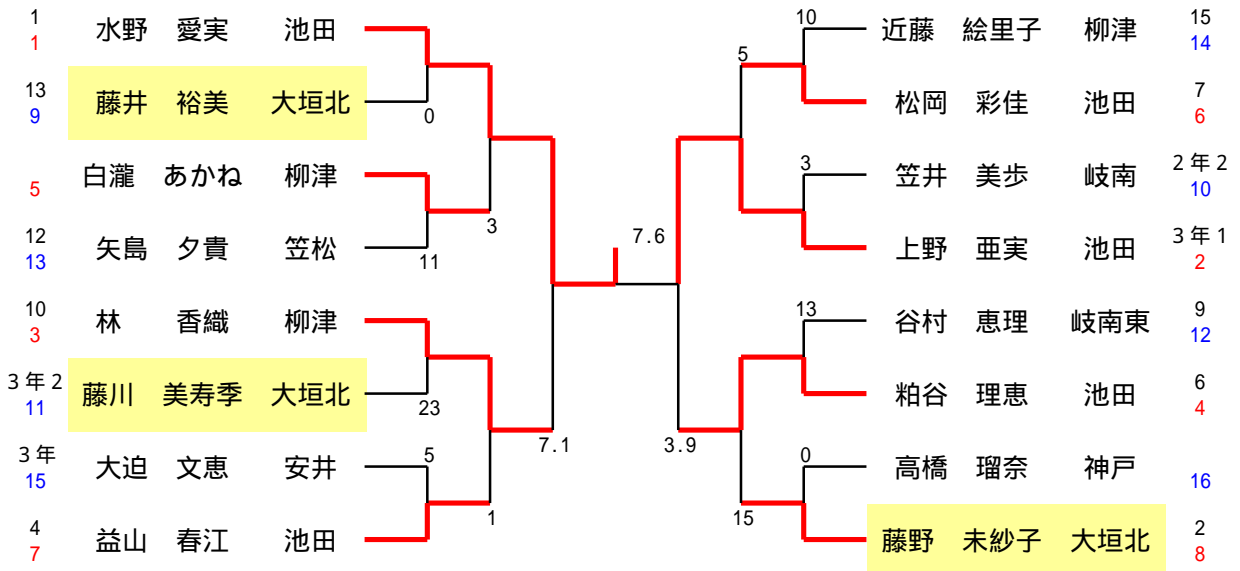 1
1
水野 愛実 池田
13
9
藤井 裕美 大垣北
0
5
白瀧 あかね 柳津
3
12
13
矢島 夕貴 笠松
11
10
3
林 香織 柳津
3年2
11
藤川 美寿季 大垣北
23
7.1
3年
15
大迫 文恵 安井
5
4
7
益山 春江 池田
1
7.6
10
近藤 絵里子 柳津
15
14
5
松岡 彩佳 池田
7
6
3
笠井 美歩 岐南
2年2
10
上野 亜実 池田
3年1
2
13
谷村 恵理 岐南東
9
12
粕谷 理恵 池田
6
4
3.9
0
高橋 瑠奈 神戸
16
15
藤野 未紗子 大垣北
2
8